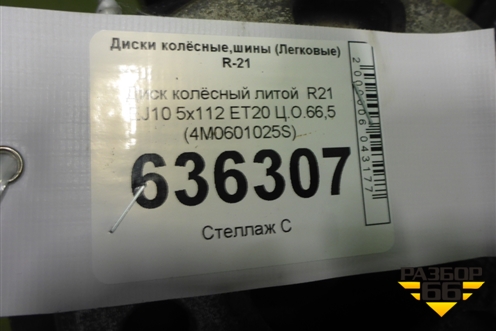 Диски колёсные,шины (Легковые)
R-21
Диск колёсный литой R21
J10 5x112 ET20 Ц.О.66,5
(4M0601025S)
636307
Стеллаж С
2000006043177
РАЗБОР
66